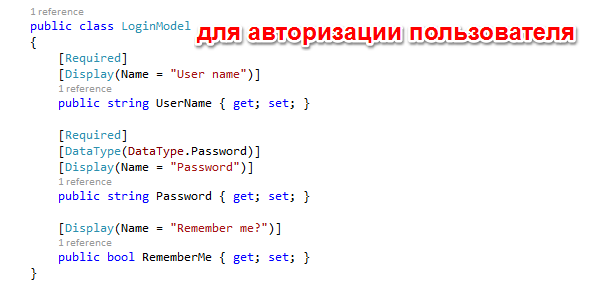 1 reference
public class LoginModel
для авторизации пользователя
{
[Required]
[Display(Name = "User name")]
1 reference
public string UserName { get; set; }
[Required]
[DataType(DataType.Password)]
[Display(Name = "Password")]
1 reference
public string Password { get; set; }
[Display(Name = "Remember me?")]
1 reference
public bool RememberMe { get; set; }
}